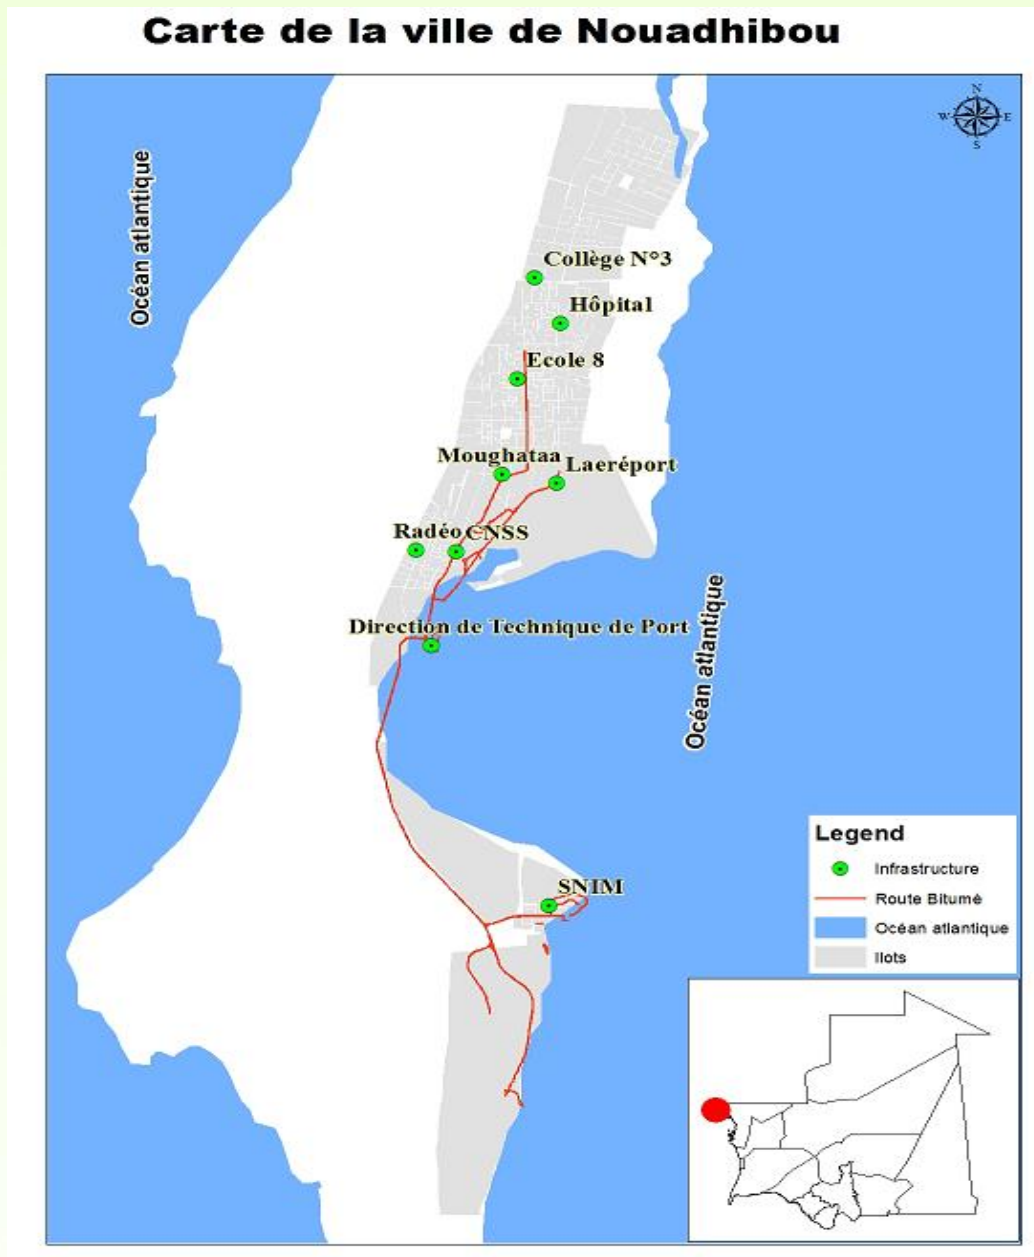 Carte de la ville de Nouadhibou
N
W E
S
Océan atlantique
Collège N°3
Hôpital
Ecole 8
Moughataa
Laeréport
Radéo CNSS
Direction de Technique de Port
Océan atlantique
SNIM
Legend
Infrastructure
Route Bitumè
Océan atlantique
Ilots